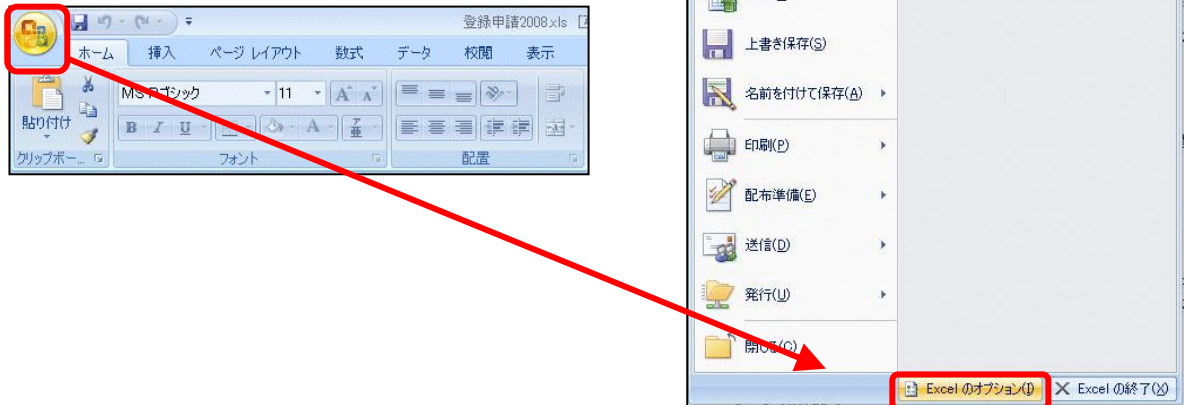 登録申請2008.xls
ホーム 挿入 ページ レイアウト 数式 データ 校閲 表示
MS Pゴシック 11
貼り付け
B I U A
ア
亜
クリップボー... フォント 配置
上書き保存(S)
名前を付けて保存(A)
印刷(P)
配布準備(E)
送信(D)
発行(U)
閉じる(C)
Excel のオプション(I) Excel の終了(X)